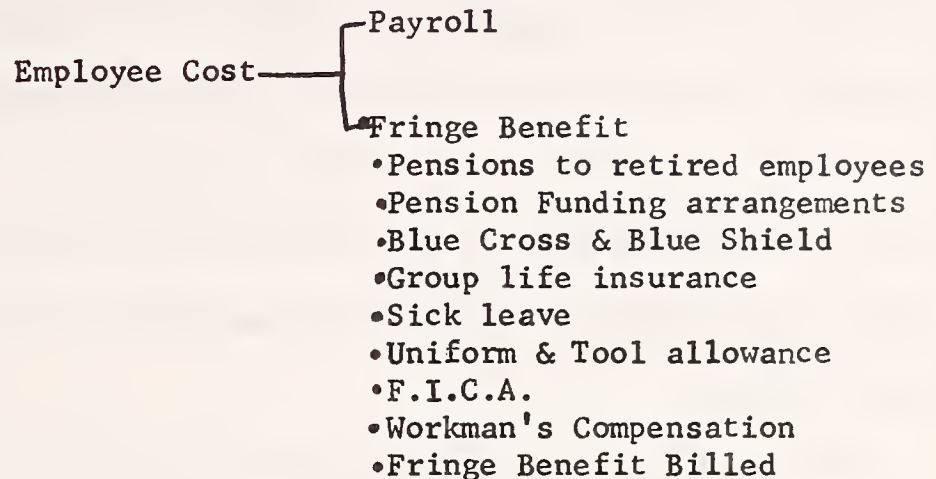 Payroll
Employee Cost
Fringe Benefit
•Pensions to retired employees
•Pension Funding arrangements
•Blue Cross & Blue Shield
•Group life insurance
•Sick leave
•Uniform & Tool allowance
•F.I.C.A.
•Workman's Compensation
•Fringe Benefit Billed